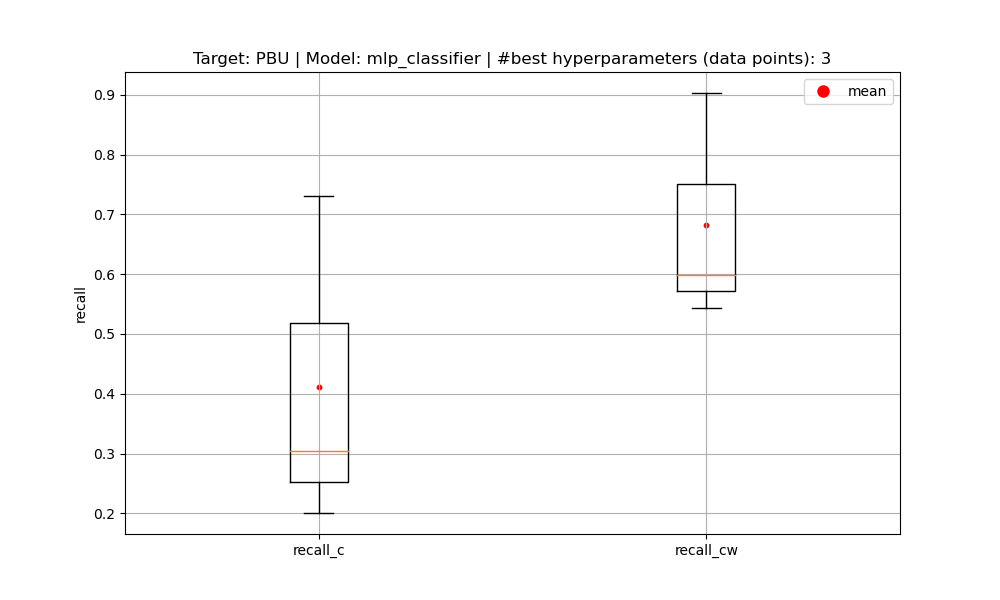 Target: PBU | Model: mlp_classifier | #best hyperparameters (data points): 3
mean
0.9
0.8
0.7
0.6
0.5
0.4
0.3
0.2
recall
recall_c
recall_cw